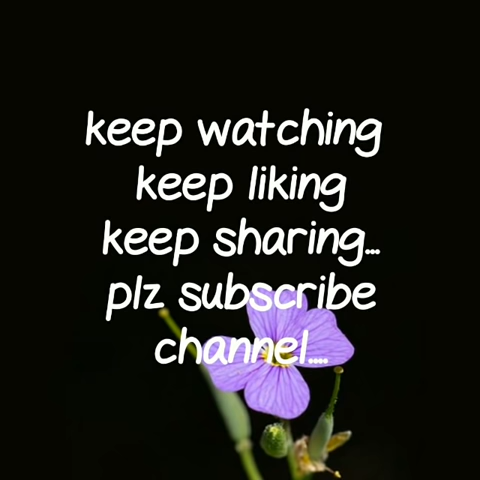 keep watching
keep liking
keep sharing...
plz subscribe
channel....